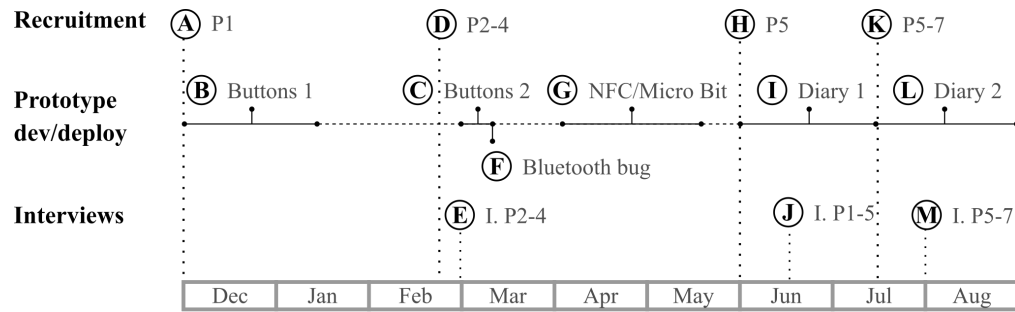 Recruitment
A P1
D P2-4
H P5
K P5-7
Prototype
dev/deploy
B Buttons 1
C Buttons 2
G NFC/Micro Bit
I Diary 1
L Diary 2
F Bluetooth bug
Interviews
E I. P2-4
J I. P1-5
M I. P5-7
Dec Jan Feb Mar Apr May Jun Jul Aug